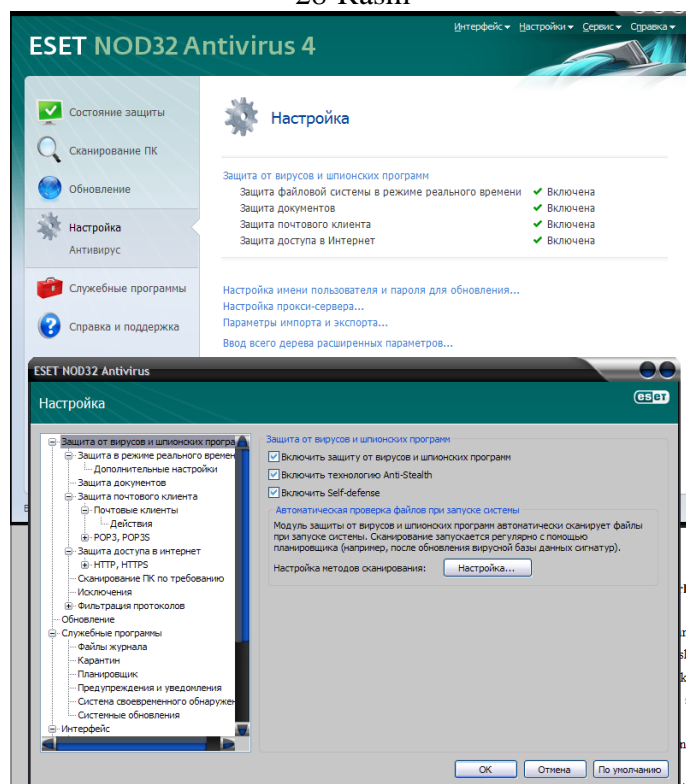 Интерфейс Настройки Сервис Справка
ESET NOD32 Antivirus 4
Состояние защиты
Сканирование ПК
Обновление
Настройка
Антивирус
Служебные программы
Справка и поддержка
Настройка
Защита от вирусов и шпионских программ
Защита файловой системы в режиме реального времени Включена
Защита документов Включена
Защита почтового клиента Включена
Защита доступа в Интернет Включена
Настройка имени пользователя и пароля для обновления...
Настройка прокси-сервера...
Параметры импорта и экспорта...
Ввод всего дерева расширенных параметров...
ESET NOD32 Antivirus
Настройка
eset
Защита от вирусов и шпионских програ
Защита в режиме реального времен
Дополнительные настройки
Защита документов
Защита почтового клиента
Почтовые клиенты
Действия
POP3, POP3S
Защита доступа в интернет
HTTP, HTTPS
Сканирование ПК по требованию
Исключения
Фильтрация протоколов
Обновление
Служебные программы
Файлы журнала
Карантин
Планировщик
Предупреждения и уведомления
Система своевременного обнаружен
Системные обновления
Интерфейс
Защита от вирусов и шпионских программ
Включить защиту от вирусов и шпионских программ
Включить технологию Anti-Stealth
Включить Self-defense
Автоматическая проверка файлов при запуске системы
Модуль защиты от вирусов и шпионских программ автоматически сканирует файлы
при запуске системы. Сканирование запускается регулярно с помощью
планировщика (например, после обновления вирусной базы данных сигнатур).
Настройка методов сканирования: Настройка...
OK Отмена По умолчанию